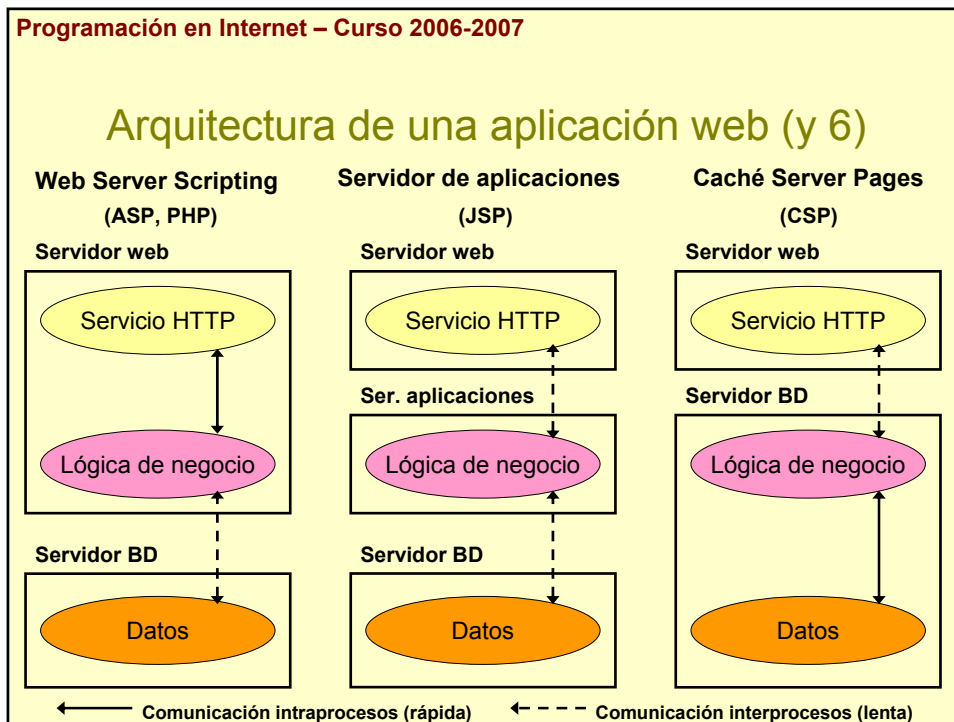 Programación en Internet – Curso 2006-2007
Arquitectura de una aplicación web (y 6)
Web Server Scripting
(ASP, PHP)
Servidor web
Servicio HTTP
Lógica de negocio
Servidor BD
Datos
Servidor de aplicaciones
(JSP)
Servidor web
Servicio HTTP
Ser. aplicaciones
Lógica de negocio
Servidor BD
Datos
Caché Server Pages
(CSP)
Servidor web
Servicio HTTP
Servidor BD
Lógica de negocio
Datos
Comunicación intraprocesos (rápida)
Comunicación interprocesos (lenta)